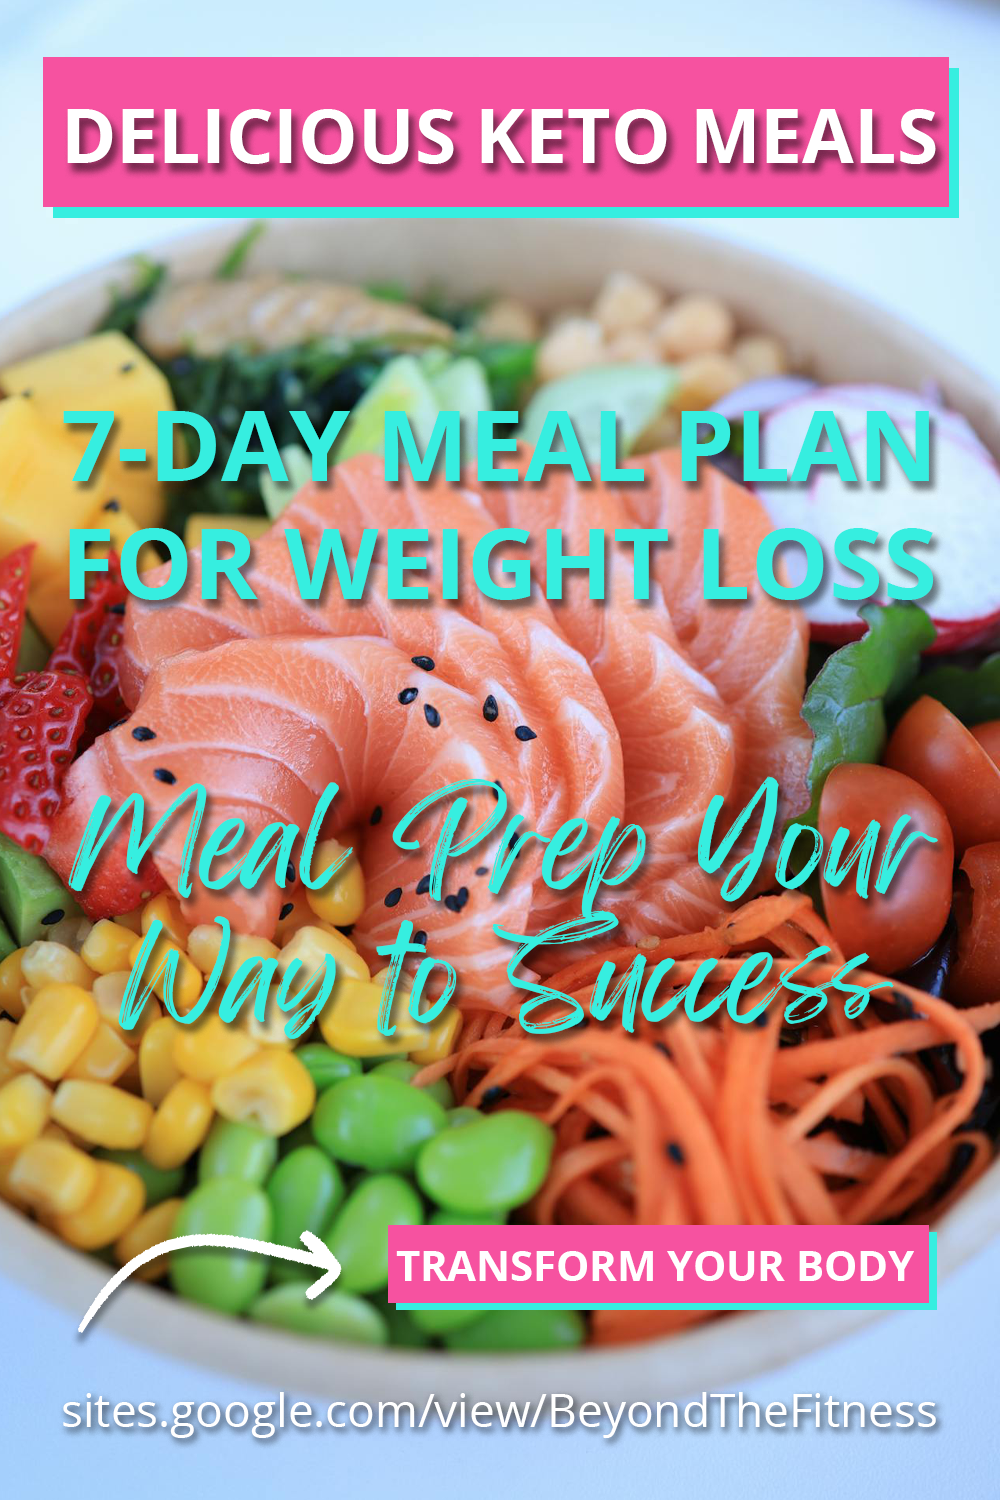 DELICIOUS KETO MEALS
7-DAY MEAL PLAN
FOR WEIGHT LOSS
Meal Prep Your
Way to Success
TRANSFORM YOUR BODY
sites.google.com/view/BeyondTheFitness